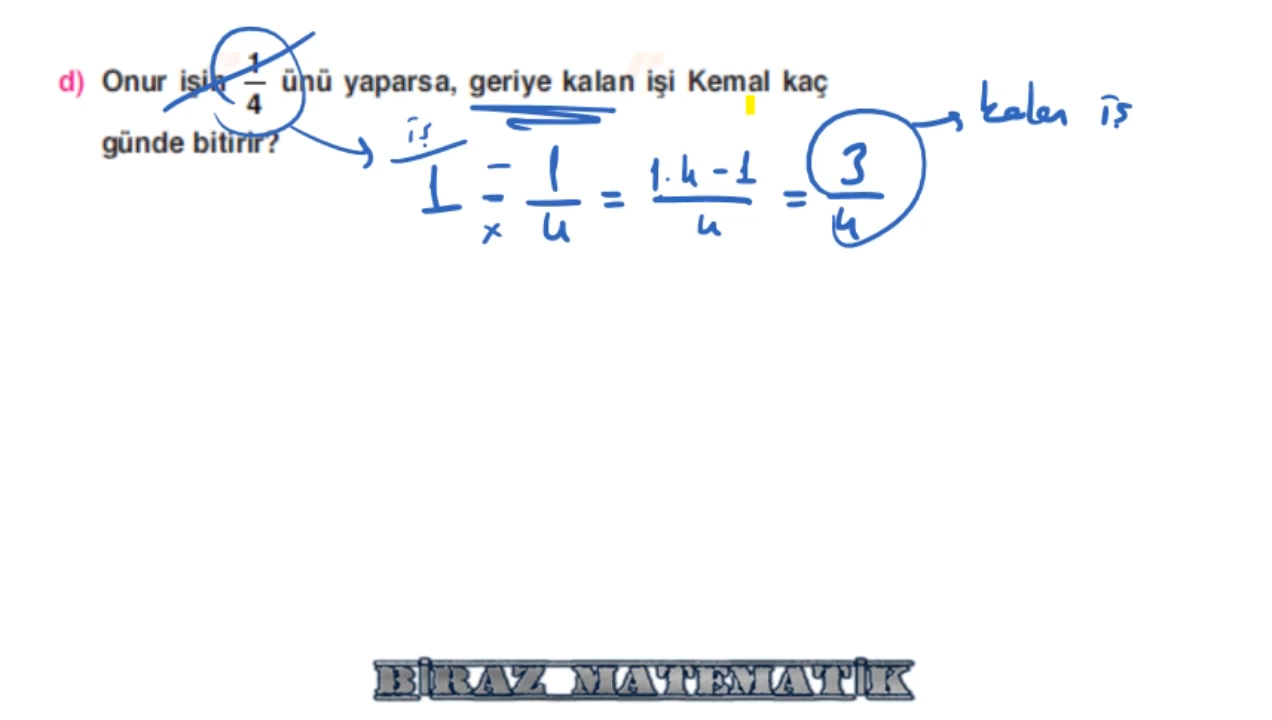 d) Onur işin 1/4 ünü yaparsa, geriye kalan işi Kemal kaç
günde bitirir?
kalan iş
iş
1 - 1/4 = 1.4-1/4 = 3/4
BİRAZ MATEMATİK